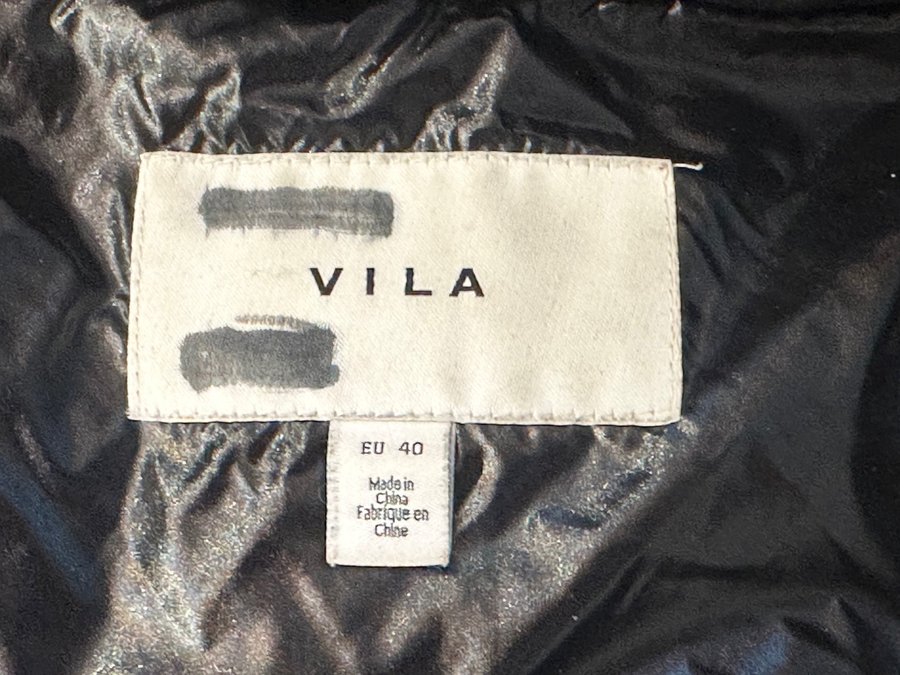 VILA
EU 40
Made in
China
Fabrique en
Chine